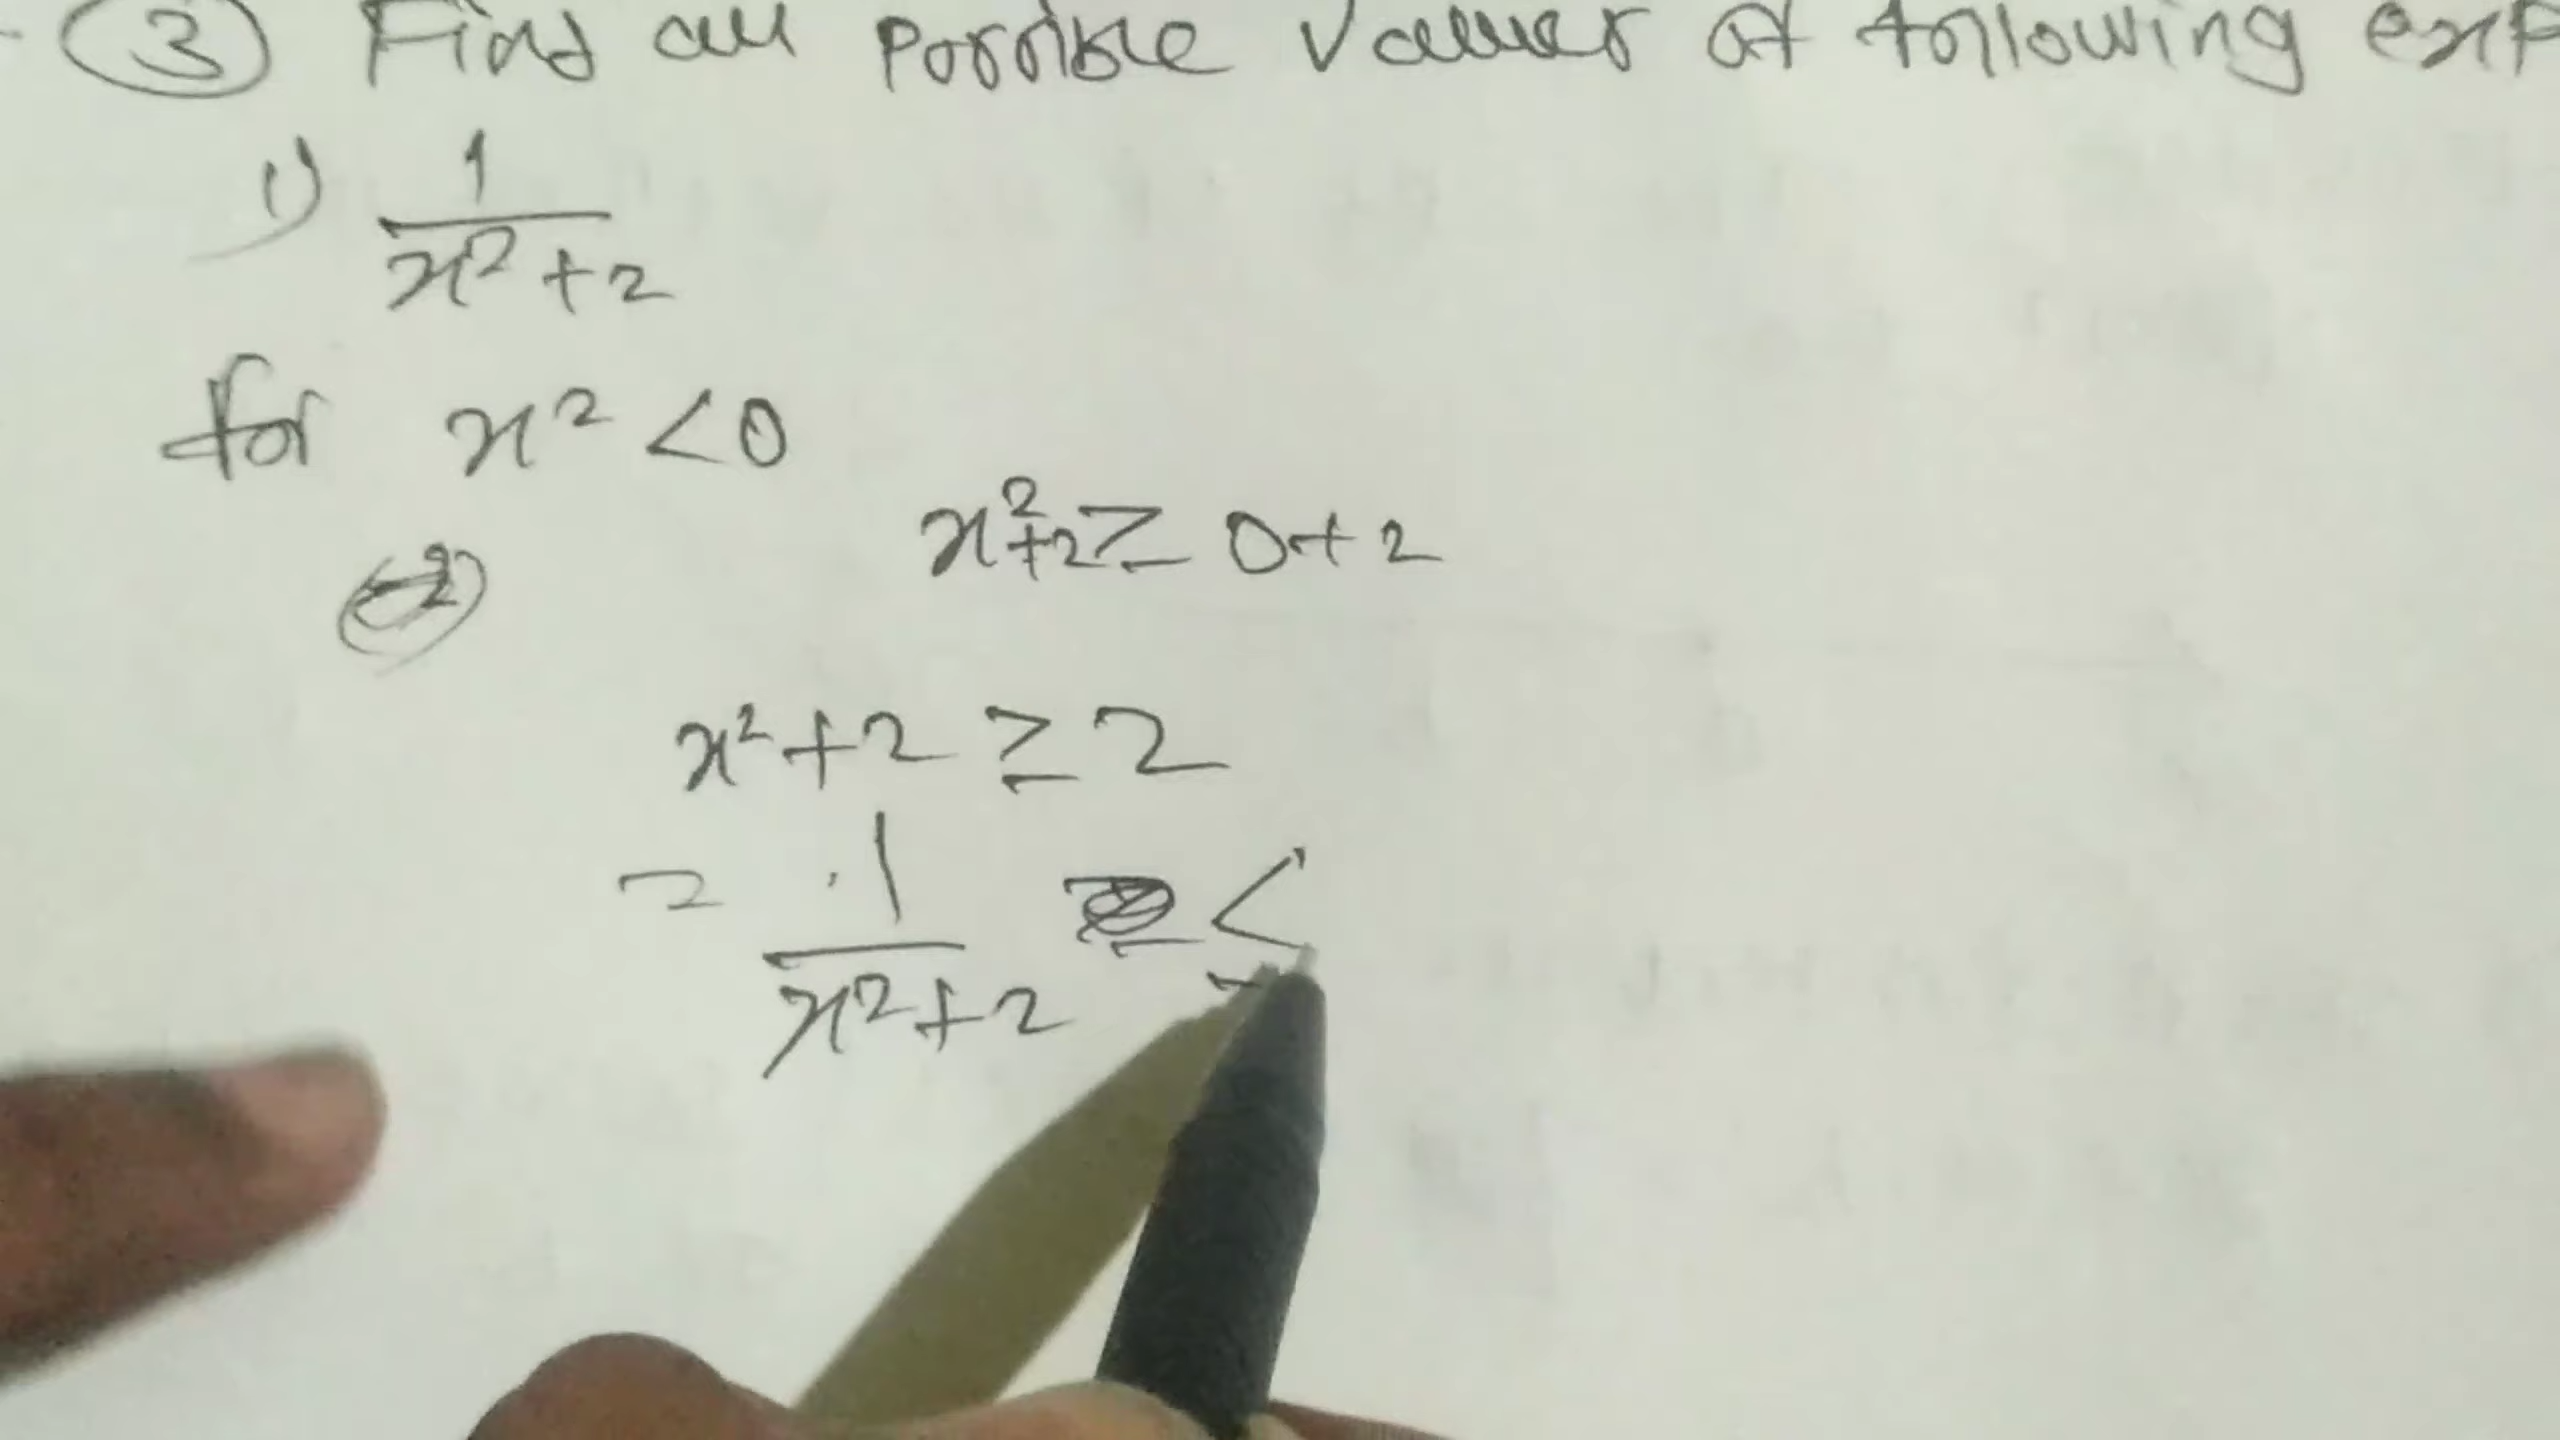 ③ Find all possible values of following exp
1) 1/(x²+2)
for x² <0
x²+2 ≥ 0+2
x²+2 ≥ 2
= 1/(x²+2) ≤